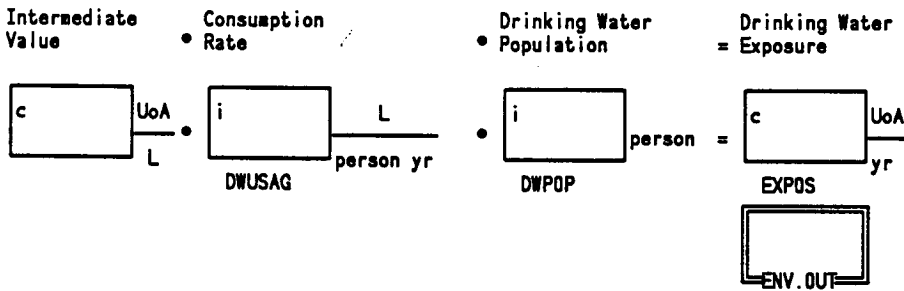 Intermediate Value
• Consumption Rate
• Drinking Water Population
= Drinking Water Exposure
c UoA/L • i L/person yr • i person = c UoA/yr
DWUSAG DWPOP EXPOS
ENV.OUT